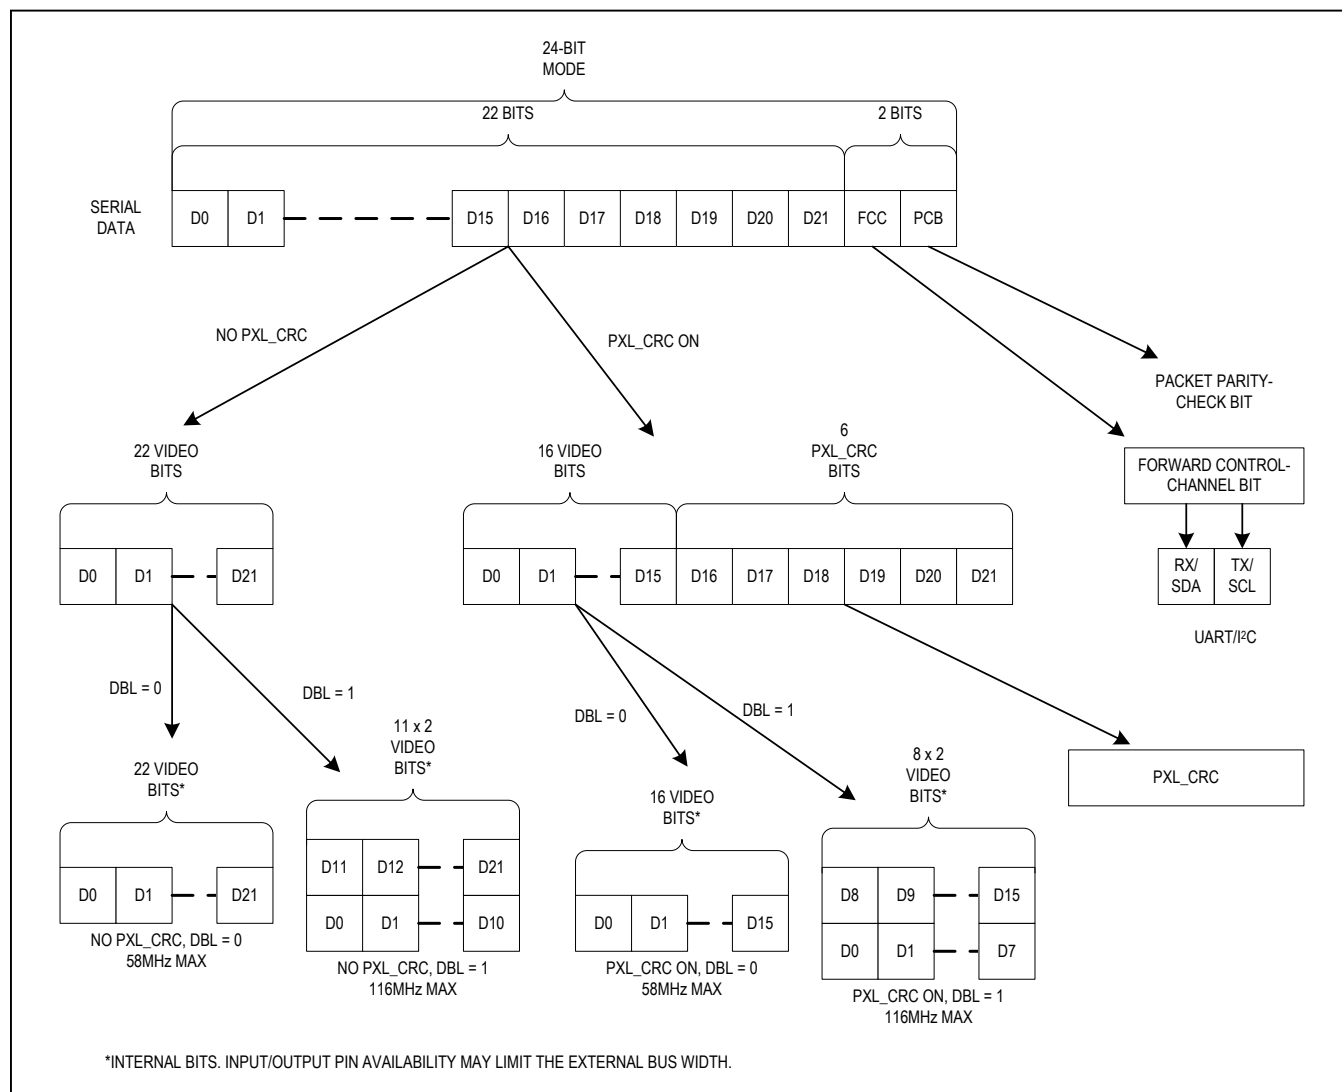 24-BIT
MODE
22 BITS
2 BITS
SERIAL
DATA
D0 D1 D15 D16 D17 D18 D19 D20 D21 FCC PCB
NO PXL_CRC
PXL_CRC ON
PACKET PARITY-
CHECK BIT
22 VIDEO
BITS
16 VIDEO
BITS
6
PXL_CRC
BITS
FORWARD CONTROL-
CHANNEL BIT
D0 D1 D21
D0 D1 D15 D16 D17 D18 D19 D20 D21
RX/
SDA
TX/
SCL
UART/I²C
DBL = 0
DBL = 1
DBL = 0
DBL = 1
22 VIDEO
BITS*
11 x 2
VIDEO
BITS*
16 VIDEO
BITS*
8 x 2
VIDEO
BITS*
PXL_CRC
D0 D1 D21
NO PXL_CRC, DBL = 0
58MHz MAX
D11 D12 D21
D0 D1 D10
NO PXL_CRC, DBL = 1
116MHz MAX
D0 D1 D15
PXL_CRC ON, DBL = 0
58MHz MAX
D8 D9 D15
D0 D1 D7
PXL_CRC ON, DBL = 1
116MHz MAX
*INTERNAL BITS. INPUT/OUTPUT PIN AVAILABILITY MAY LIMIT THE EXTERNAL BUS WIDTH.